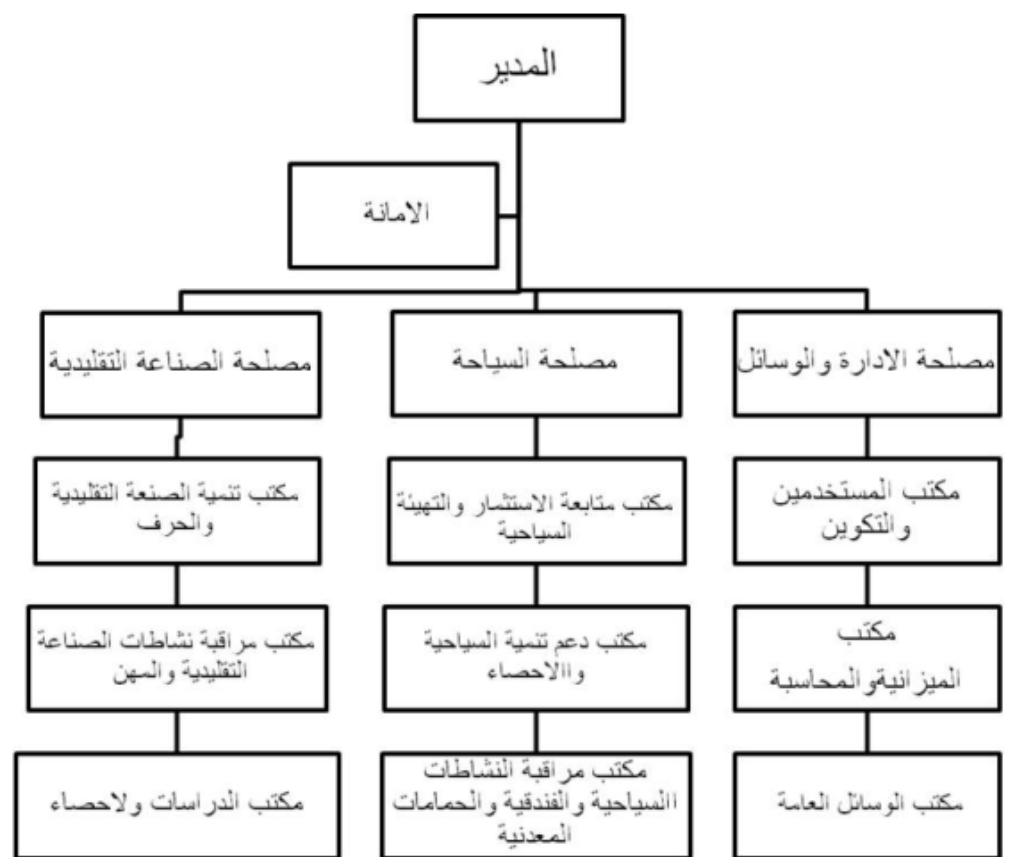 المدير
الامانة
مصلحة الادارة والوسائل
مصلحة السياحة
مصلحة الصناعة التقليدية
مكتب المستخدمين
والتكوين
مكتب متابعة الاستثمار والتهيئة
السياحية
مكتب تنمية الصنعة التقليدية
والحرف
مكتب
الميزانيةوالمحاسبة
مكتب دعم تنمية السياحية
واالاحصاء
مكتب مراقبة نشاطات الصناعة
التقليدية والمهن
مكتب الوسائل العامة
مكتب مراقبة النشاطات
االسياحية والفندقية والحمامات
المعدنية
مكتب الدراسات ولاحصاء